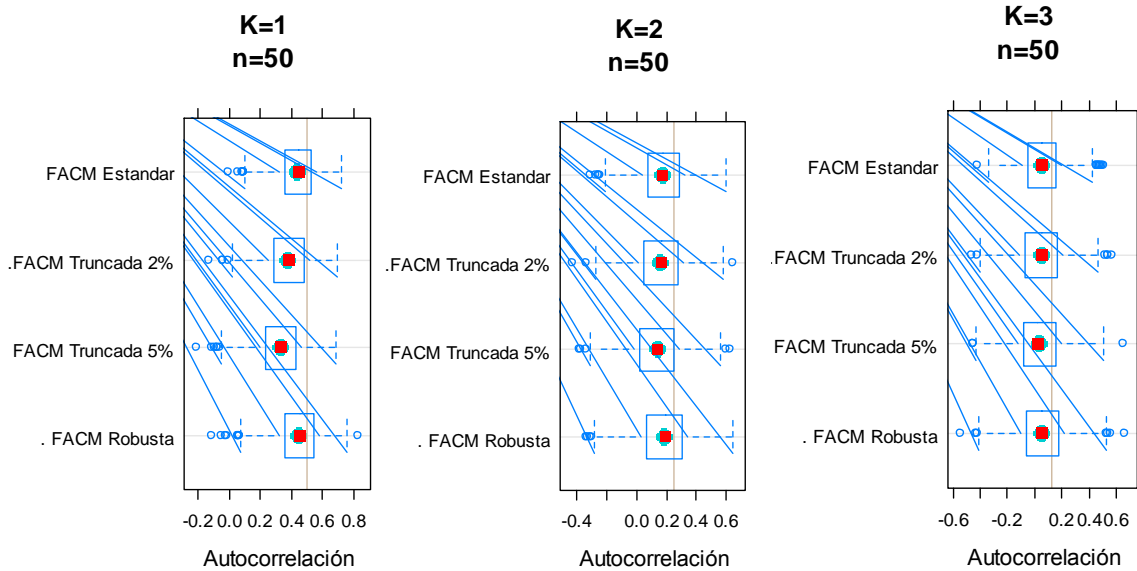 K=1
n=50
-0.2 0.0 0.2 0.4 0.6 0.8
FACM Estandar
.FACM Truncada 2%
FACM Truncada 5%
. FACM Robusta
Autocorrelación
K=2
n=50
-0.4 0.0 0.2 0.4 0.6
FACM Estandar
.FACM Truncada 2%
FACM Truncada 5%
. FACM Robusta
Autocorrelación
K=3
n=50
-0.6 -0.2 0.2 0.4 0.6
FACM Estandar
.FACM Truncada 2%
FACM Truncada 5%
. FACM Robusta
Autocorrelación